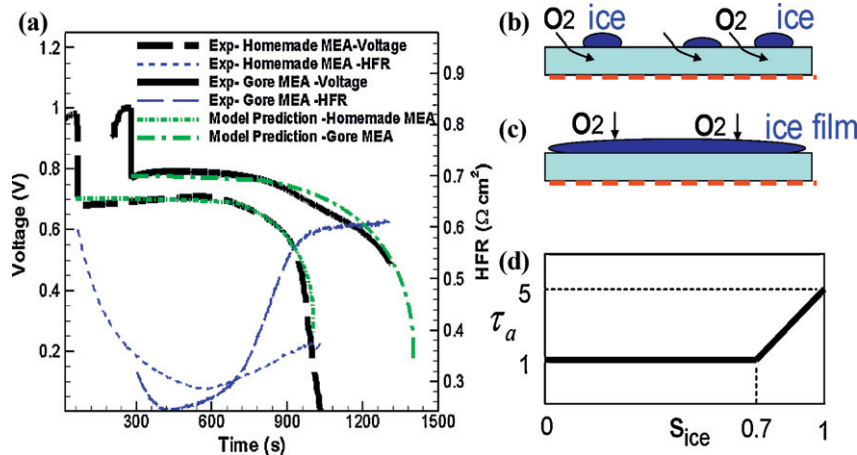 (a)
Exp- Homemade MEA-Voltage
Exp- Homemade MEA -HFR
Exp- Gore MEA -Voltage
Exp- Gore MEA -HFR
Model Prediction -Homemade MEA
Model Prediction -Gore MEA
1.2
1
0.8
0.6
0.4
0.2
Voltage (V)
300 600 900 1200 1500
Time (s)
0.9
0.8
0.7
0.6
0.5
0.4
0.3
HFR (Ω cm²)
(b)
O2 ice O2 ice
(c)
O2 O2 ice film
(d)
5
τa
1
0 Sice 0.7 1